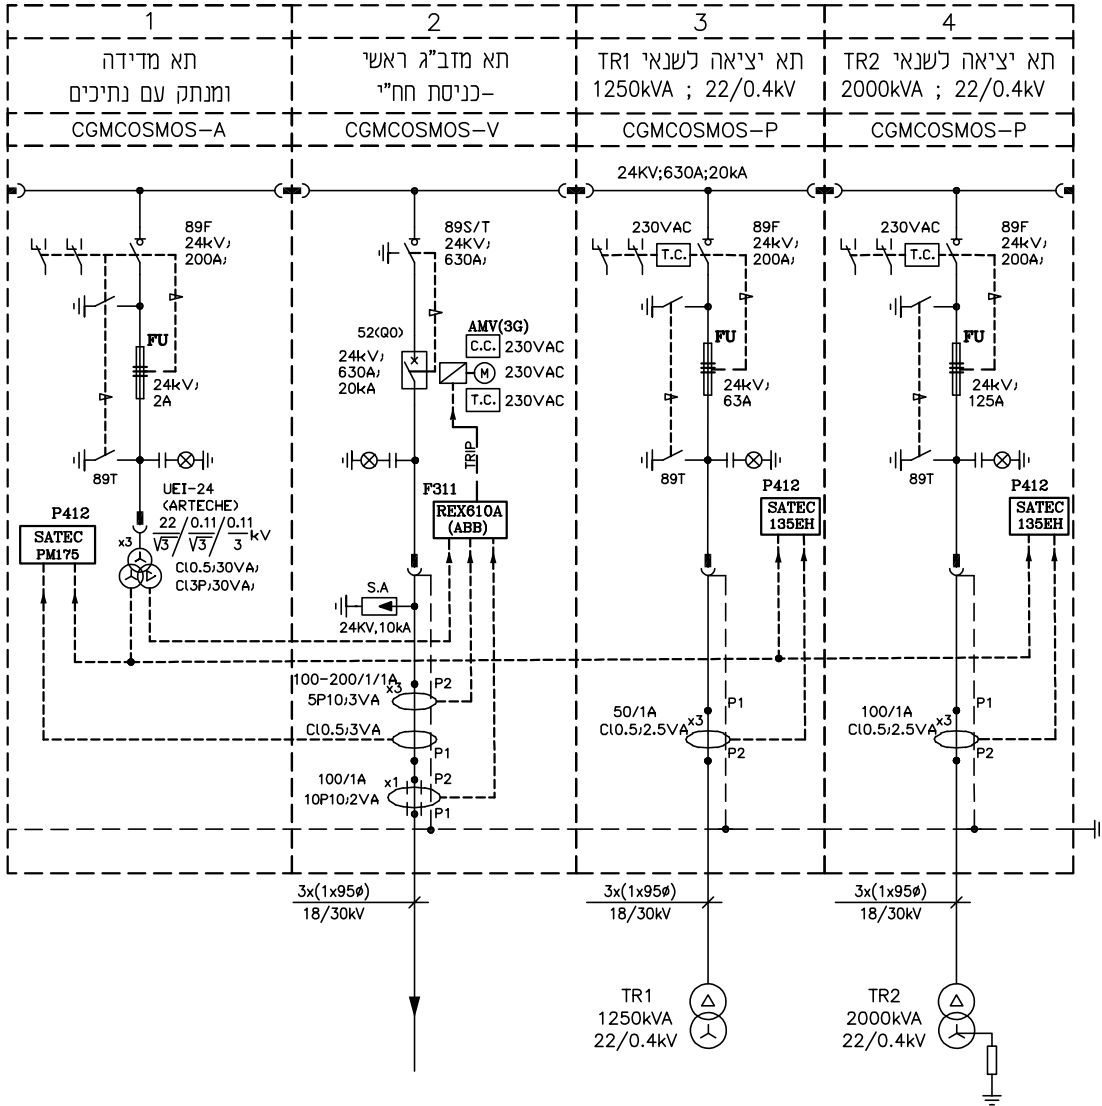 1
תא מדידה
ומנתק עם נתיכים
CGMCOSMOS-A
2
תא מזב"ג ראשי
-כניסת חח"י
CGMCOSMOS-V
3
תא יציאה לשנאי TR1
1250kVA ; 22/0.4kV
CGMCOSMOS-P
4
תא יציאה לשנאי TR2
2000kVA ; 22/0.4kV
CGMCOSMOS-P
24KV;630A;20kA
89F
24kV;
200A;
FU
24kV;
2A
89T
UEI-24
(ARTECHE)
22/√3 / 0.11/√3 / 0.11/3 kV
x3
Cl0.5;30VA;
Cl3P;30VA;
P412
SATEC
PM175
89S/T
24KV;
630A;
52(Q0)
24kV;
630A;
20kA
AMV(3G)
C.C. 230VAC
M 230VAC
T.C. 230VAC
TRIP
F311
REX610A
(ABB)
S.A
24KV,10kA
100-200/1/1A
x3
P2
5P10;3VA
Cl0.5;3VA
P1
100/1A
x1
P2
10P10;2VA
P1
3x(1x95ø)
18/30kV
230VAC
T.C.
89F
24kV;
200A;
FU
24kV;
63A
89T
P412
SATEC
135EH
50/1A
x3
Cl0.5;2.5VA
P1
P2
3x(1x95ø)
18/30kV
TR1
1250kVA
22/0.4kV
230VAC
T.C.
89F
24kV;
200A;
FU
24kV;
125A
89T
P412
SATEC
135EH
100/1A
x3
Cl0.5;2.5VA
P1
P2
3x(1x95ø)
18/30kV
TR2
2000kVA
22/0.4kV